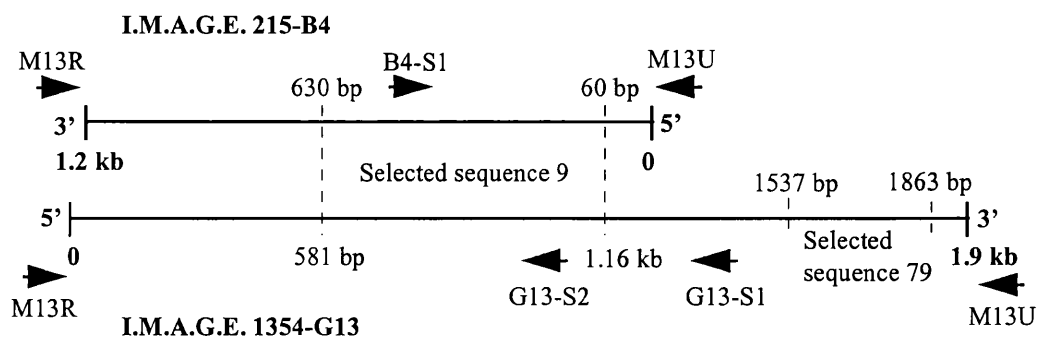 I.M.A.G.E. 215-B4
M13R B4-S1 M13U
630 bp 60 bp
3’ 5’
1.2 kb 0
Selected sequence 9
1537 bp 1863 bp
5’ 3’
0 581 bp 1.16 kb Selected 1.9 kb
sequence 79
M13R G13-S2 G13-S1 M13U
I.M.A.G.E. 1354-G13